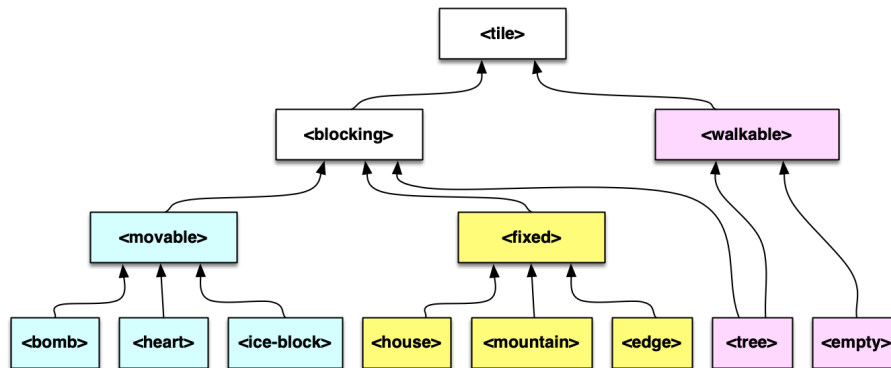 <tile>
<blocking>
<walkable>
<movable>
<fixed>
<bomb>
<heart>
<ice-block>
<house>
<mountain>
<edge>
<tree>
<empty>